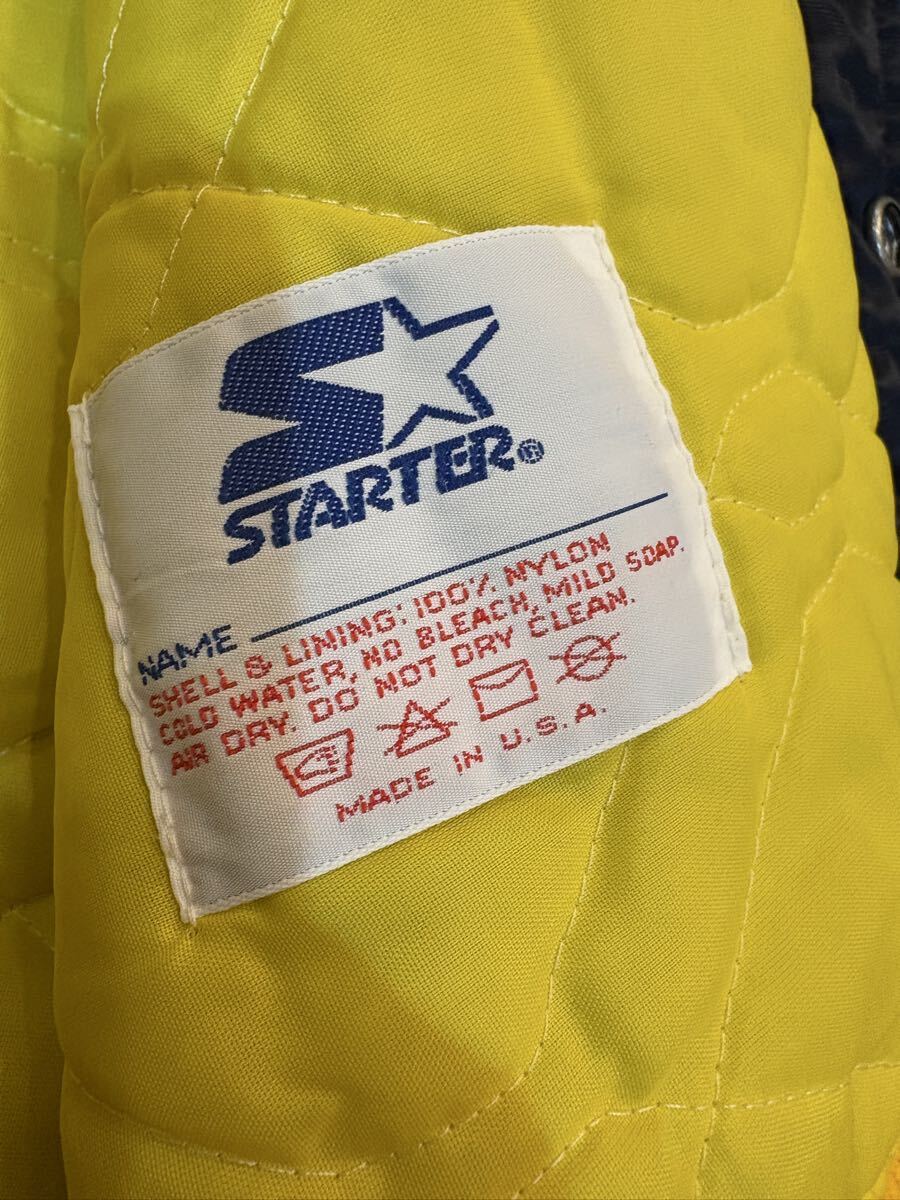 STARTER®
NAME
SHELL & LINING: 100% NYLON
COLD WATER, NO BLEACH, MILD SOAP.
AIR DRY. DO NOT DRY CLEAN.
MADE IN U.S.A.